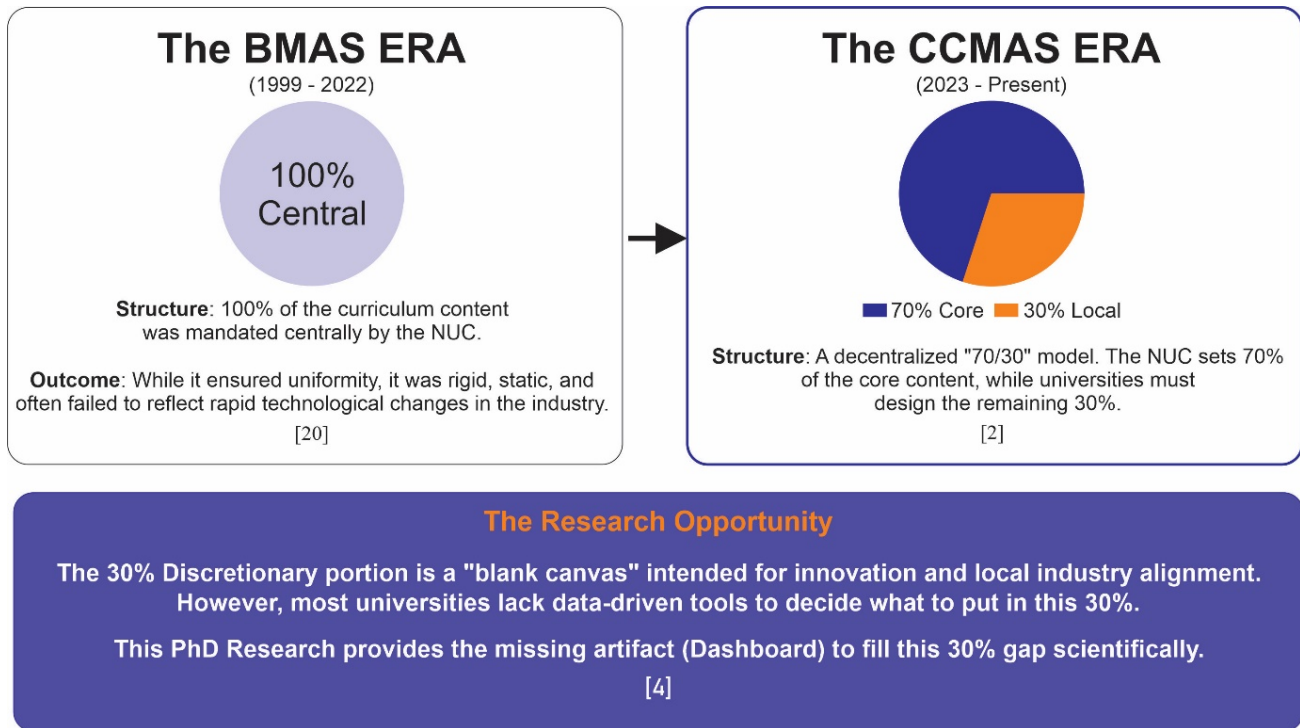 The BMAS ERA
(1999 - 2022)
100%
Central
Structure: 100% of the curriculum content
was mandated centrally by the NUC.
Outcome: While it ensured uniformity, it was rigid, static, and
often failed to reflect rapid technological changes in the industry.
[20]
The CCMAS ERA
(2023 - Present)
70% Core 30% Local
Structure: A decentralized "70/30" model. The NUC sets 70%
of the core content, while universities must
design the remaining 30%.
[2]
The Research Opportunity
The 30% Discretionary portion is a "blank canvas" intended for innovation and local industry alignment.
However, most universities lack data-driven tools to decide what to put in this 30%.
This PhD Research provides the missing artifact (Dashboard) to fill this 30% gap scientifically.
[4]